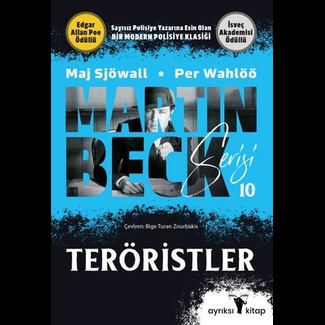 Edgar
Allan Poe
Ödüllü
Sayısız Polisiye Yazarına Esin Olan
BİR MODERN POLİSİYE KLASİĞİ
İsveç
Akademisi
Ödüllü
Maj Sjöwall ★ Per Wahlöö
MARTIN
BECK Serisi
10
Çeviren: Bige Turan Zourbakis
TERÖRİSTLER
ayrıksı kitap